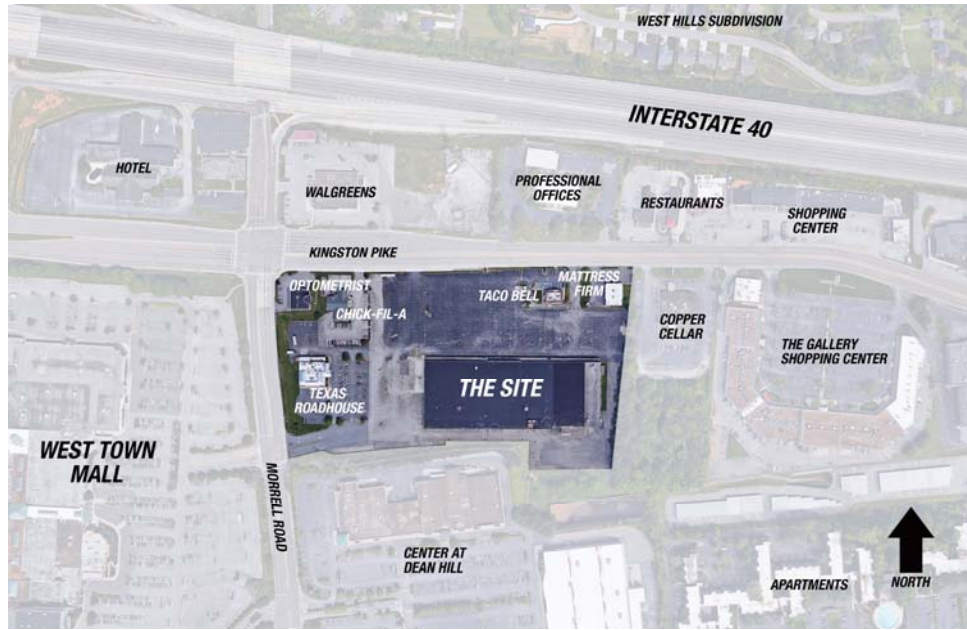 WEST HILLS SUBDIVISION
INTERSTATE 40
HOTEL
WALGREENS
PROFESSIONAL
OFFICES
RESTAURANTS
SHOPPING
CENTER
KINGSTON PIKE
OPTOMETRIST
CHICK-FIL-A
TACO BELL
MATTRESS
FIRM
COPPER
CELLAR
THE GALLERY
SHOPPING CENTER
THE SITE
TEXAS
ROADHOUSE
WEST TOWN
MALL
MORRELL ROAD
CENTER AT
DEAN HILL
APARTMENTS
NORTH